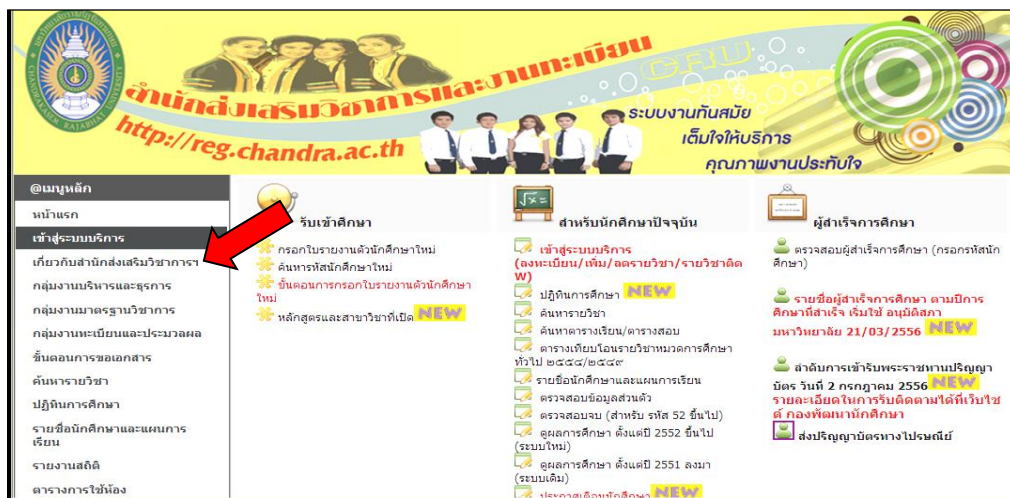 CHANDRAKASEM RAJABHAT UNIVERSITY
สำนักส่งเสริมวิชาการและงานทะเบียน
http://reg.chandra.ac.th
CRU
ระบบงานทันสมัย
เต็มใจให้บริการ
คุณภาพงานประทับใจ
@เมนูหลัก
หน้าแรก
เข้าสู่ระบบบริการ
เกี่ยวกับสำนักส่งเสริมวิชาการฯ
กลุ่มงานบริหารและธุรการ
กลุ่มงานมาตรฐานวิชาการ
กลุ่มงานทะเบียนและประมวลผล
ขั้นตอนการขอเอกสาร
ค้นหารายวิชา
ปฏิทินการศึกษา
รายชื่อนักศึกษาและแผนการ
เรียน
รายงานสถิติ
ตารางการใช้ห้อง
รับเข้าศึกษา
กรอกใบรายงานตัวนักศึกษาใหม่
ค้นหารหัสนักศึกษาใหม่
ขั้นตอนการกรอกใบรายงานตัวนักศึกษา
ใหม่
หลักสูตรและสาขาวิชาที่เปิด NEW
สำหรับนักศึกษาปัจจุบัน
เข้าสู่ระบบบริการ
(ลงทะเบียน/เพิ่ม/ลดรายวิชา/รายวิชาติด
W)
ปฎิทินการศึกษา NEW
ค้นหารายวิชา
ค้นหาตารางเรียน/ตารางสอบ
ตารางเทียบโอนรายวิชาหมวดการศึกษา
ทั่วไป ๒๕๔๔/๒๕๔๙
รายชื่อนักศึกษาและแผนการเรียน
ตรวจสอบข้อมูลส่วนตัว
ตรวจสอบจบ (สำหรับ รหัส 52 ขึ้นไป)
ดูผลการศึกษา ตั้งแต่ปี 2552 ขึ้นไป
(ระบบใหม่)
ดูผลการศึกษา ตั้งแต่ปี 2551 ลงมา
(ระบบเดิม)
ประกาศเตือนนักศึกษา NEW
ผู้สำเร็จการศึกษา
ตรวจสอบผู้สำเร็จการศึกษา (กรอกรหัสนัก
ศึกษา)
รายชื่อผู้สำเร็จการศึกษา ตามปีการ
ศึกษาที่สำเร็จ เริ่มใช้ อนุมัติสภา
มหาวิทยาลัย 21/03/2556 NEW
ลำดับการเข้ารับพระราชทานปริญญา
บัตร วันที่ 2 กรกฎาคม 2556 NEW
รายละเอียดในการรับติดตามได้ที่เว็บไซ
ต์ กองพัฒนานักศึกษา
ส่งปริญญาบัตรทางไปรษณีย์